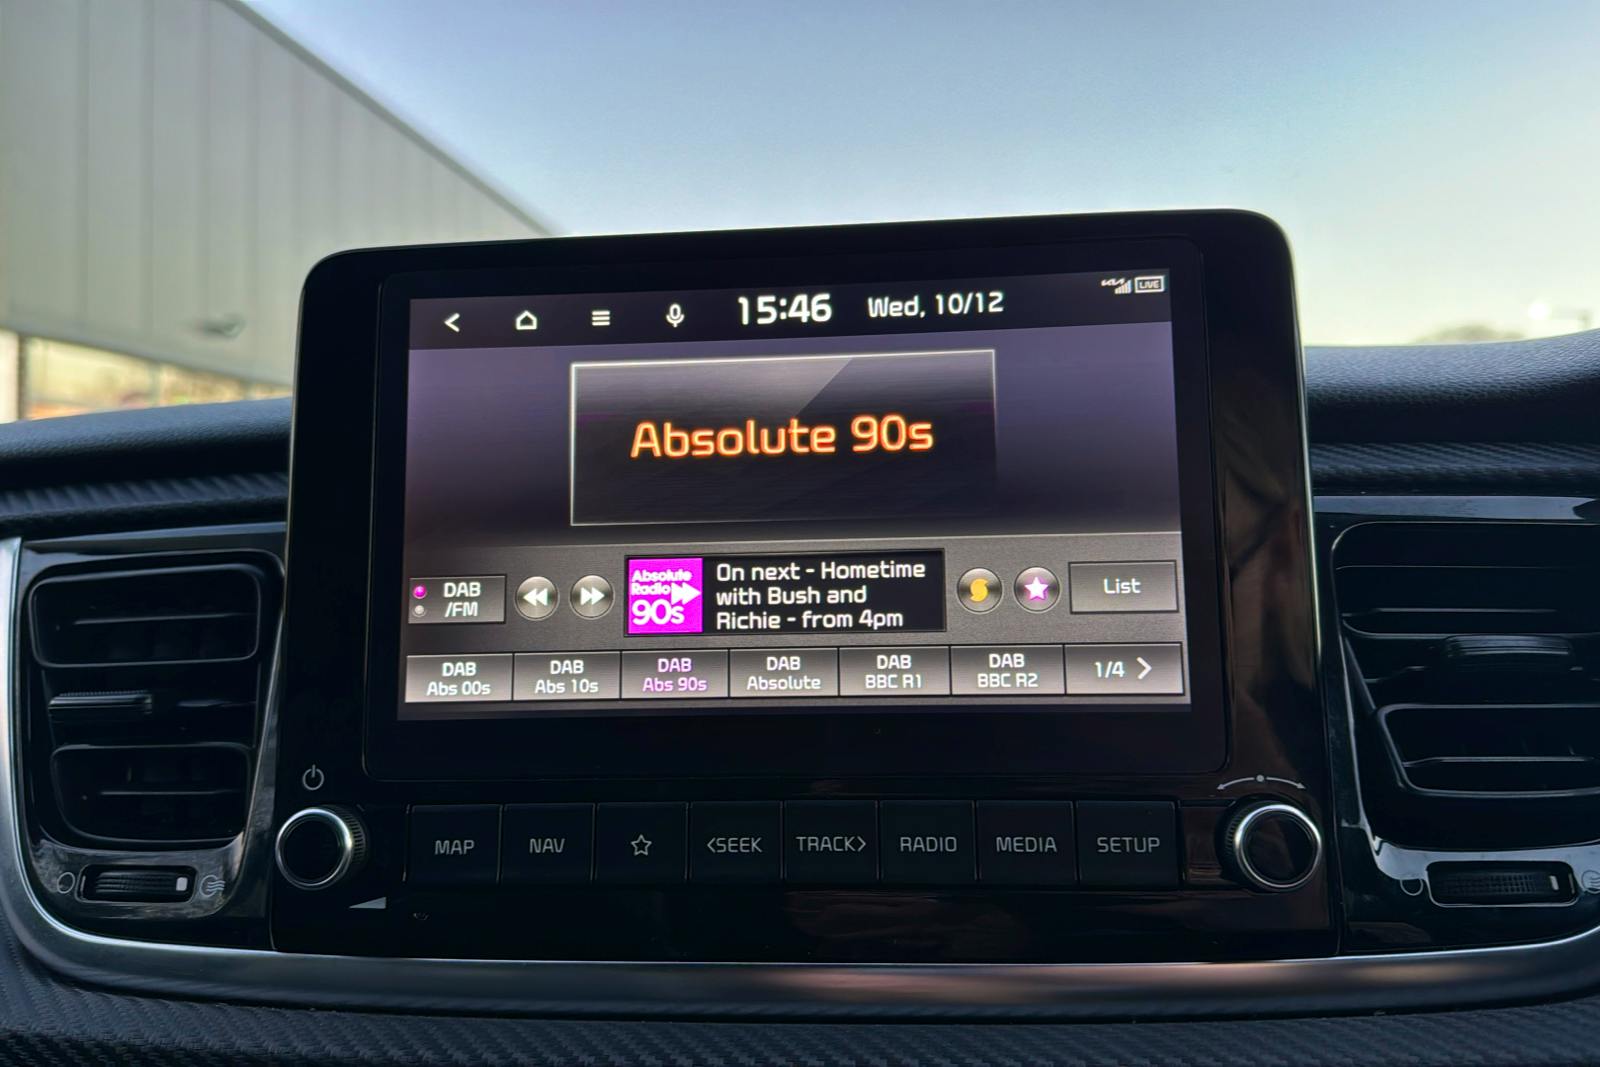 15:46 Wed, 10/12
KIA LIVE
Absolute 90s
DAB
/FM
Absolute
Radio
90s
On next - Hometime
with Bush and
Richie - from 4pm
List
DAB
Abs 00s
DAB
Abs 10s
DAB
Abs 90s
DAB
Absolute
DAB
BBC R1
DAB
BBC R2
1/4 >
MAP NAV <SEEK TRACK> RADIO MEDIA SETUP